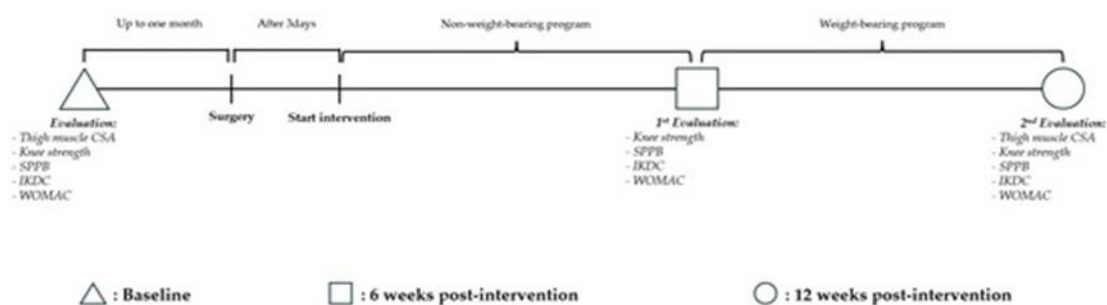 Up to one month
After 3days
Non-weight-bearing program
Weight-bearing program
Surgery
Start intervention
Evaluation:
- Thigh muscle CSA
- Knee strength
- SPPB
- IKDC
- WOMAC
1st Evaluation:
- Knee strength
- SPPB
- IKDC
- WOMAC
2nd Evaluation:
- Thigh muscle CSA
- Knee strength
- SPPB
- IKDC
- WOMAC
: Baseline
: 6 weeks post-intervention
: 12 weeks post-intervention